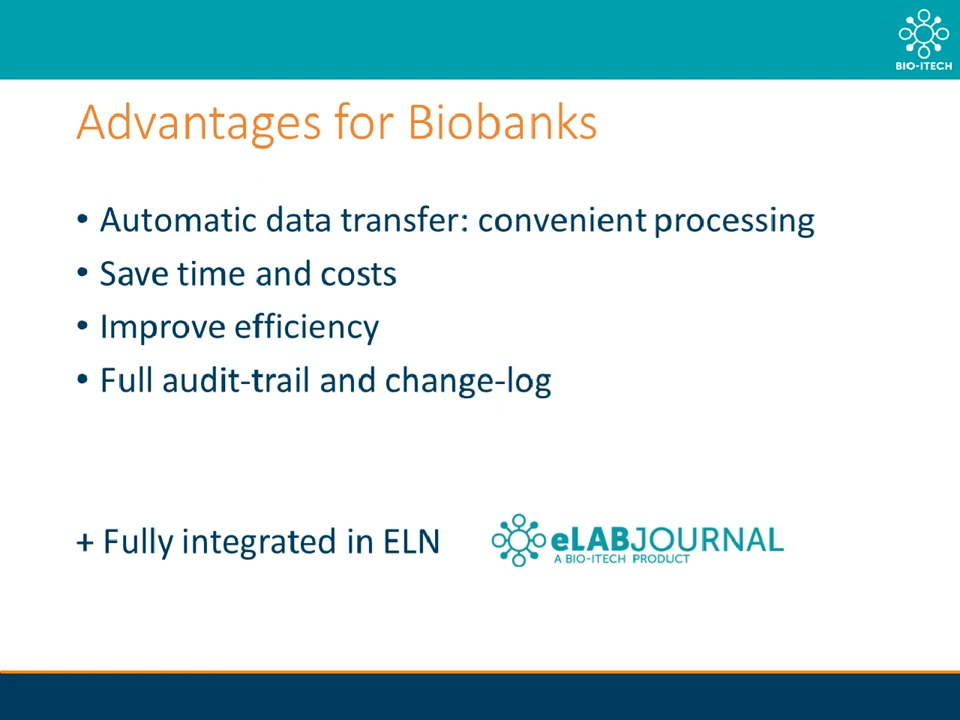 BIO-ITECH
Advantages for Biobanks
• Automatic data transfer: convenient processing
• Save time and costs
• Improve efficiency
• Full audit-trail and change-log
+ Fully integrated in ELN
eLABJOURNAL
A BIO-ITECH PRODUCT